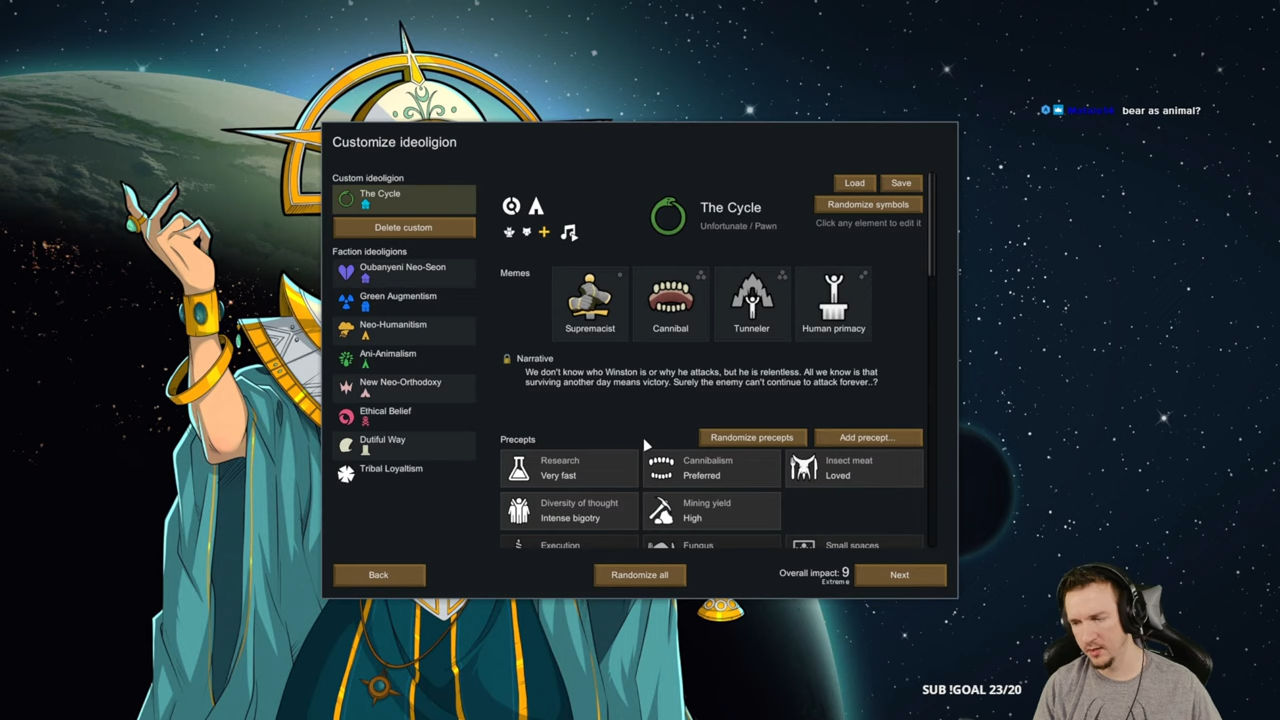 bear as animal?
Customize ideoligion
Custom ideoligion
The Cycle
Delete custom
Faction ideoligions
Oubanyeni Neo-Seon
Green Augmentism
Neo-Humanitism
Ani-Animalism
New Neo-Orthodoxy
Ethical Belief
Dutiful Way
Tribal Loyaltism
Load
Save
The Cycle
Unfortunate / Pawn
Randomize symbols
Click any element to edit it
Memes
Supremacist
Cannibal
Tunneler
Human primacy
Narrative
We don't know who Winston is or why he attacks, but he is relentless. All we know is that
surviving another day means victory. Surely the enemy can't continue to attack forever..?
Precepts
Randomize precepts
Add precept...
Research
Very fast
Cannibalism
Preferred
Insect meat
Loved
Diversity of thought
Intense bigotry
Mining yield
High
Execution
Fungus
Small spaces
Back
Randomize all
Overall impact: 9
Extreme
Next
SUB !GOAL 23/20